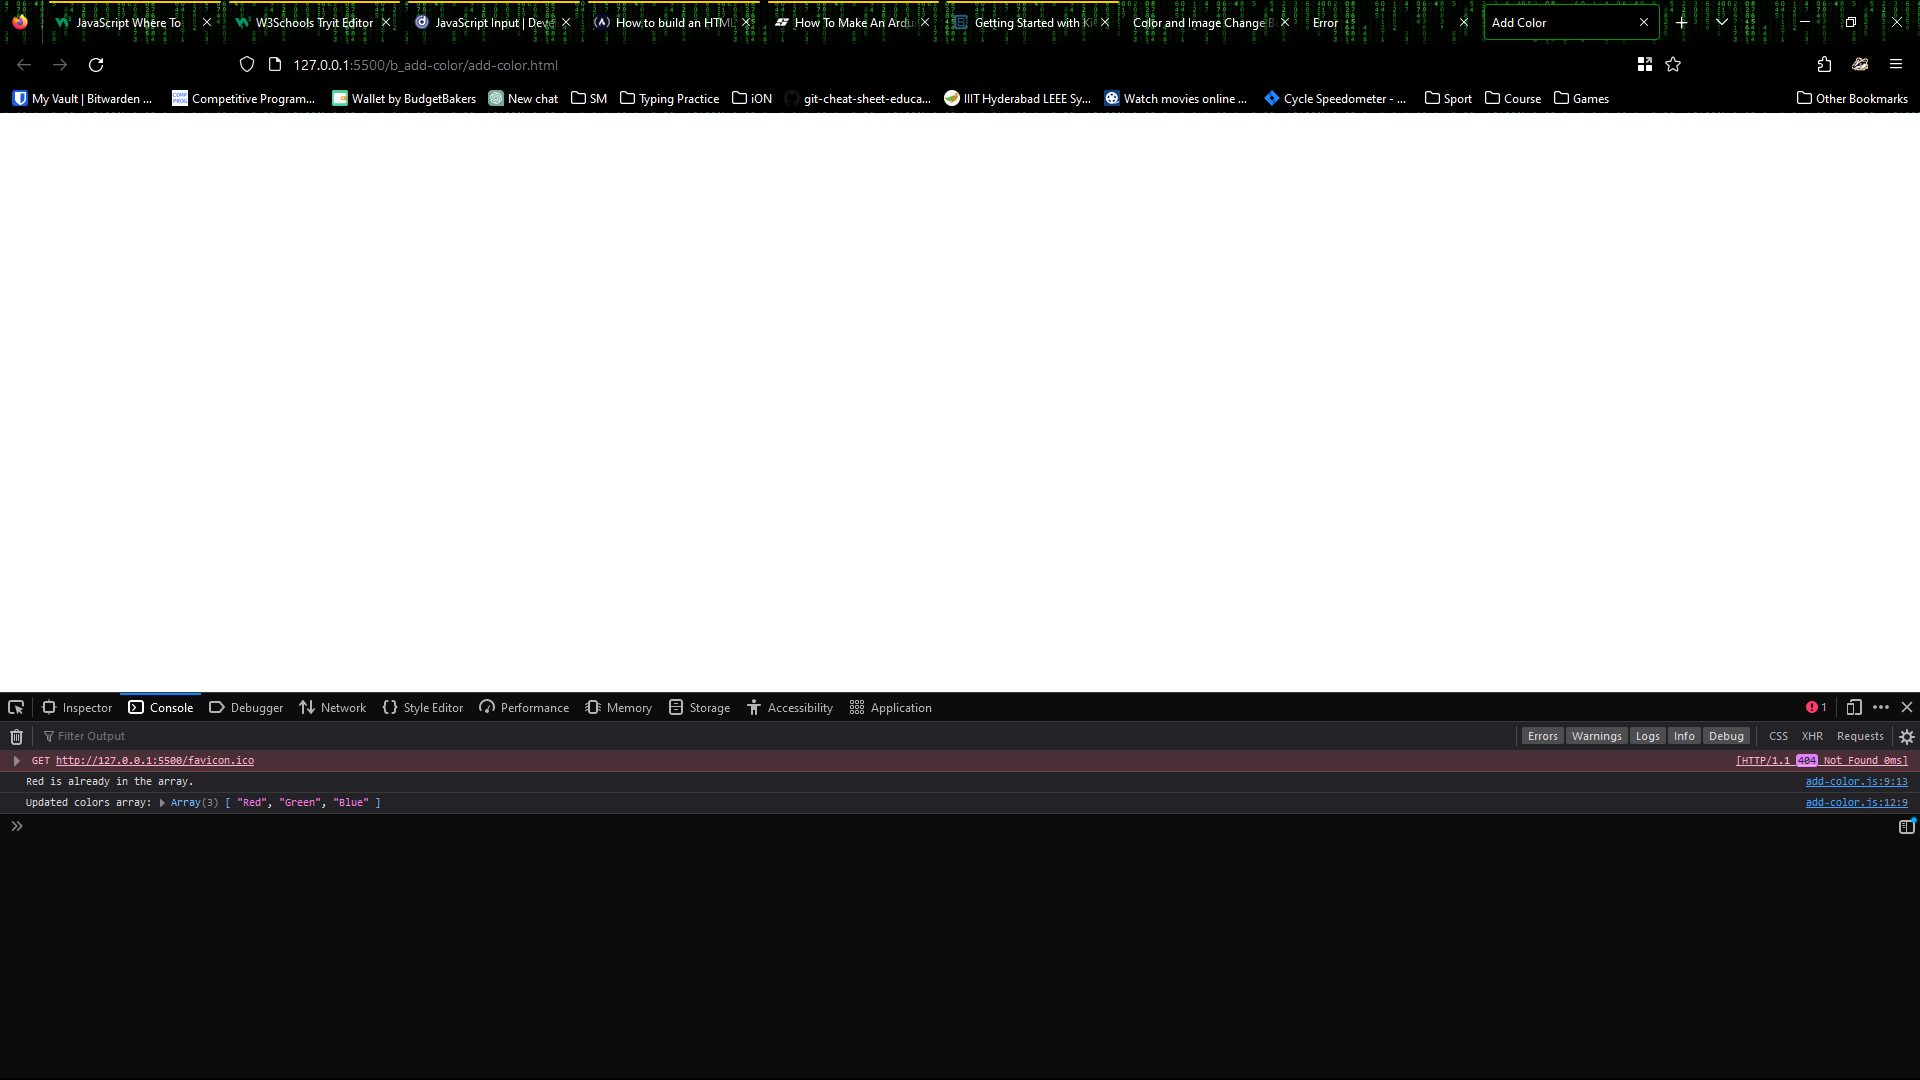 JavaScript Where To
W3Schools Tryit Editor
JavaScript Input | Dev
How to build an HTML
How To Make An Ardu
Getting Started with Ki
Color and Image Change B
Error
Add Color
127.0.0.1:5500/b_add-color/add-color.html
My Vault | Bitwarden ...
Competitive Program...
Wallet by BudgetBakers
New chat
SM
Typing Practice
iON
git-cheat-sheet-educa...
IIIT Hyderabad LEEE Sy...
Watch movies online ...
Cycle Speedometer - ...
Sport
Course
Games
Other Bookmarks
Inspector
Console
Debugger
Network
Style Editor
Performance
Memory
Storage
Accessibility
Application
1
Filter Output
Errors
Warnings
Logs
Info
Debug
CSS
XHR
Requests
GET http://127.0.0.1:5500/favicon.ico
[HTTP/1.1 404 Not Found 0ms]
Red is already in the array.
add-color.js:9:13
Updated colors array: Array(3) [ "Red", "Green", "Blue" ]
add-color.js:12:9